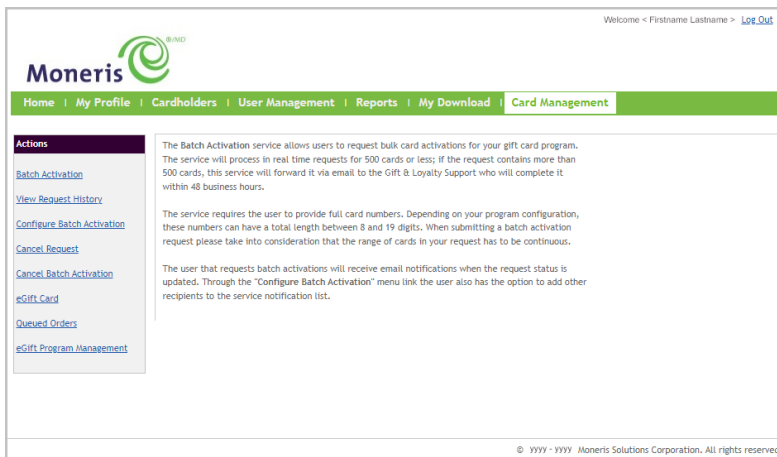 Welcome < Firstname Lastname > Log Out
®/MD
Moneris
Home | My Profile | Cardholders | User Management | Reports | My Download | Card Management
Actions
Batch Activation
View Request History
Configure Batch Activation
Cancel Request
Cancel Batch Activation
eGift Card
Queued Orders
eGift Program Management
The Batch Activation service allows users to request bulk card activations for your gift card program.
The service will process in real time requests for 500 cards or less; if the request contains more than
500 cards, this service will forward it via email to the Gift & Loyalty Support who will complete it
within 48 business hours.
The service requires the user to provide full card numbers. Depending on your program configuration,
these numbers can have a total length between 8 and 19 digits. When submitting a batch activation
request please take into consideration that the range of cards in your request has to be continuous.
The user that requests batch activations will receive email notifications when the request status is
updated. Through the "Configure Batch Activation" menu link the user also has the option to add other
recipients to the service notification list.
© yyyy - yyyy Moneris Solutions Corporation. All rights reserved